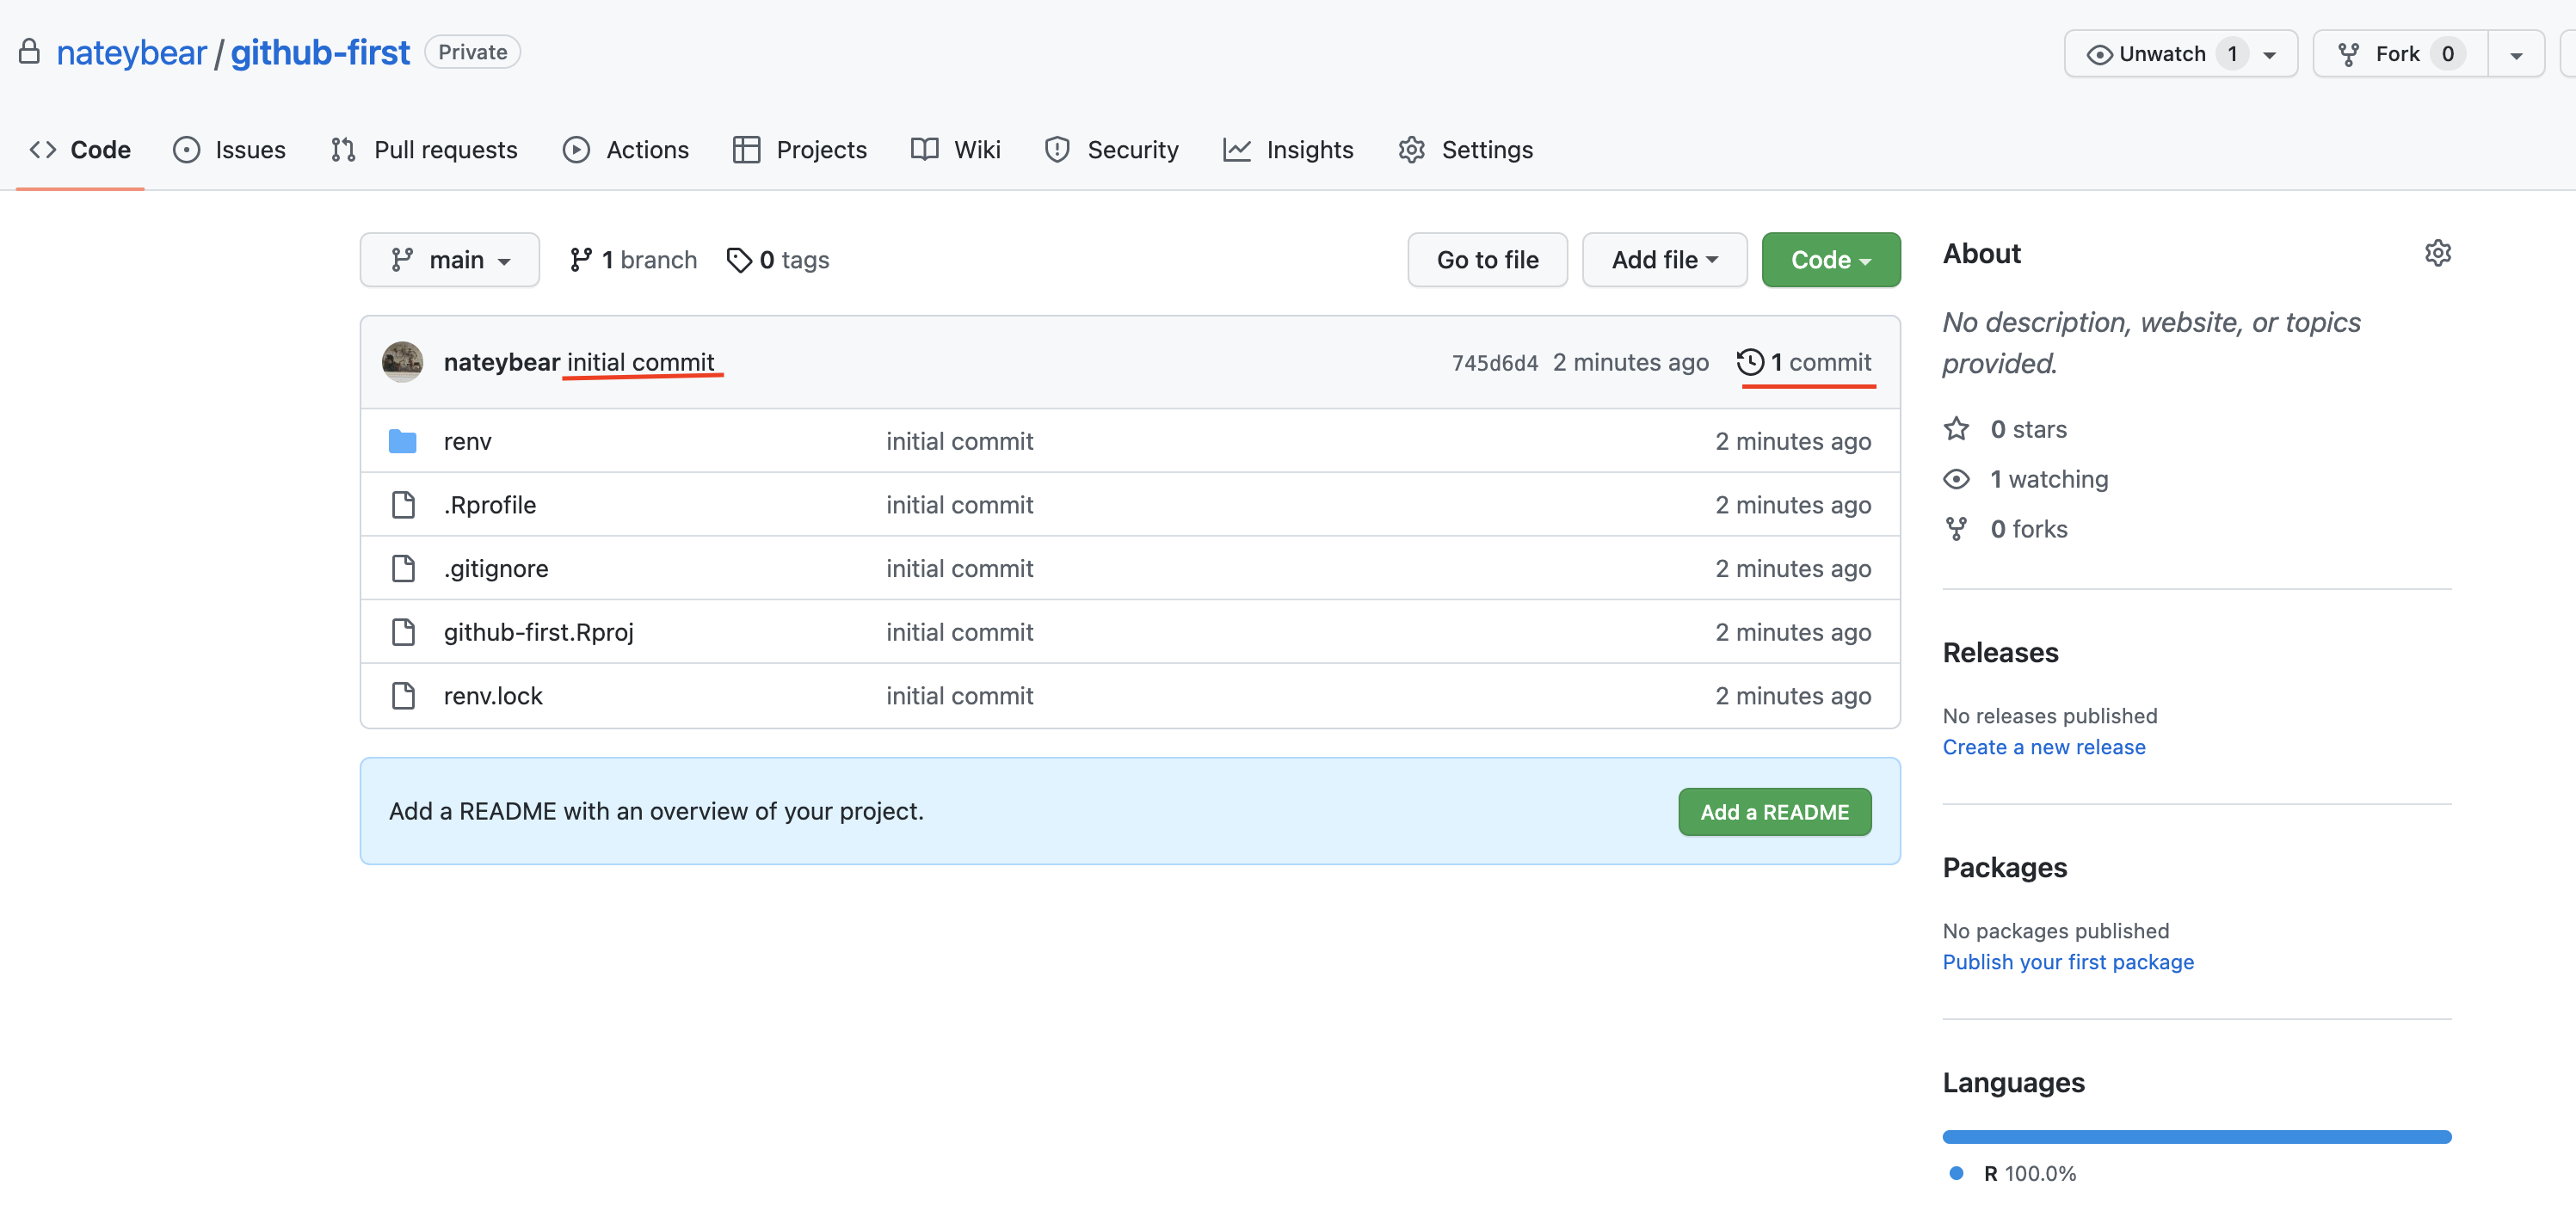 nateybear / github-first Private
Unwatch 1
Fork 0
Code Issues Pull requests Actions Projects Wiki Security Insights Settings
main 1 branch 0 tags
Go to file Add file Code
nateybear initial commit 745d6d4 2 minutes ago 1 commit
renv initial commit 2 minutes ago
.Rprofile initial commit 2 minutes ago
.gitignore initial commit 2 minutes ago
github-first.Rproj initial commit 2 minutes ago
renv.lock initial commit 2 minutes ago
Add a README with an overview of your project. Add a README
About
No description, website, or topics
provided.
0 stars
1 watching
0 forks
Releases
No releases published
Create a new release
Packages
No packages published
Publish your first package
Languages
R 100.0%